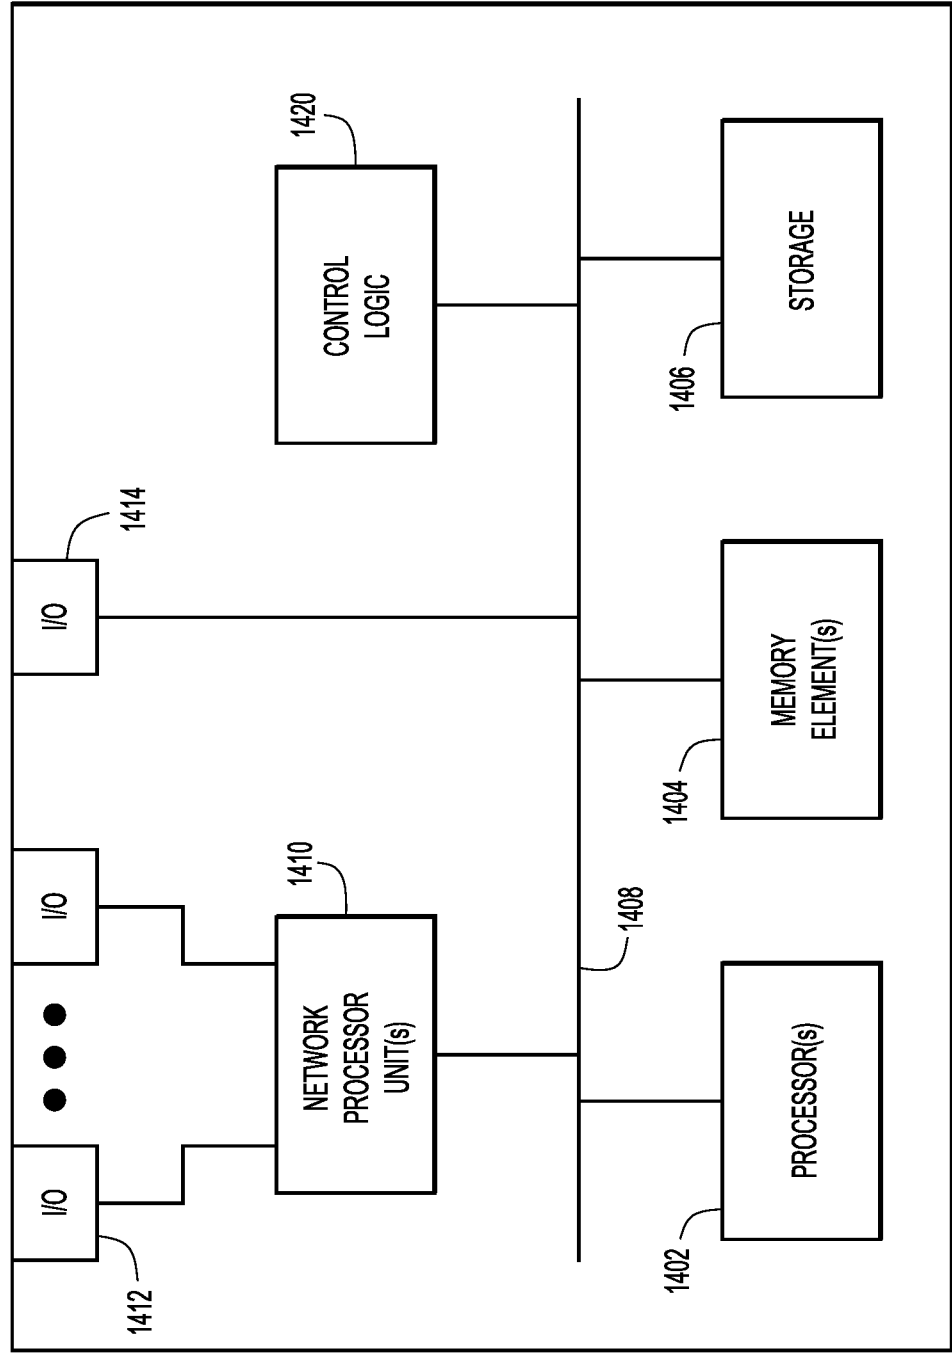 I/O
I/O
I/O
1412
1414
1410
1420
NETWORK
PROCESSOR
UNIT(s)
CONTROL
LOGIC
1408
1402
1404
1406
PROCESSOR(s)
MEMORY
ELEMENT(s)
STORAGE